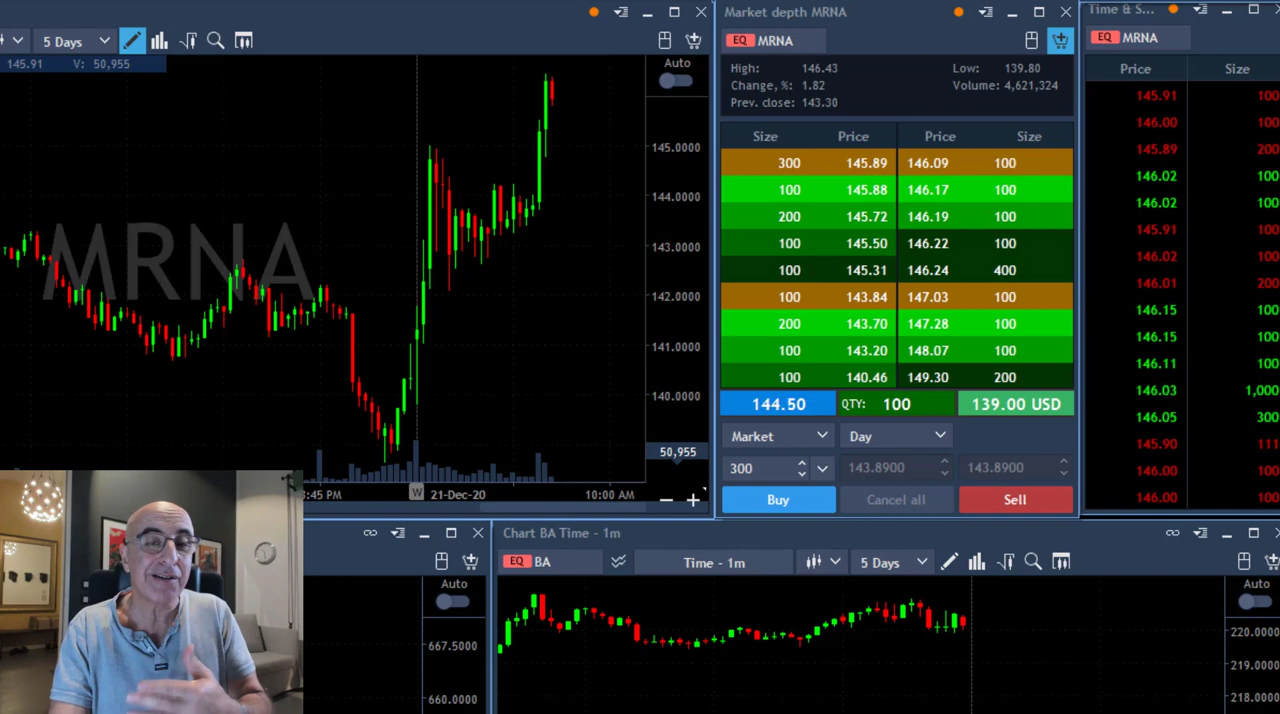 5 Days
145.91 V: 50,955
Auto
MRNA
145.0000
144.0000
143.0000
142.0000
141.0000
140.0000
50,955
:45 PM W 21-Dec-20 10:00 AM
Market depth MRNA
EQ MRNA
High: 146.43 Low: 139.80
Change, %: 1.82 Volume: 4,621,324
Prev. close: 143.30
Size Price Price Size
300 145.89 146.09 100
100 145.88 146.17 100
200 145.72 146.19 100
100 145.50 146.22 100
100 145.31 146.24 400
100 143.84 147.03 100
200 143.70 147.28 100
100 143.20 148.07 100
100 140.46 149.30 200
144.50 QTY: 100 139.00 USD
Market Day
300 143.8900 143.8900
Buy Cancel all Sell
Time & S...
EQ MRNA
Price Size
145.91 100
146.00 100
145.89 200
146.02 100
146.02 100
145.91 100
146.02 100
146.01 200
146.15 100
146.15 100
146.11 100
146.03 1,000
146.05 300
145.90 111
146.00 100
146.00 100
Auto
667.5000
660.0000
Chart BA Time - 1m
EQ BA Time - 1m 5 Days
Auto
220.0000
219.0000
218.0000